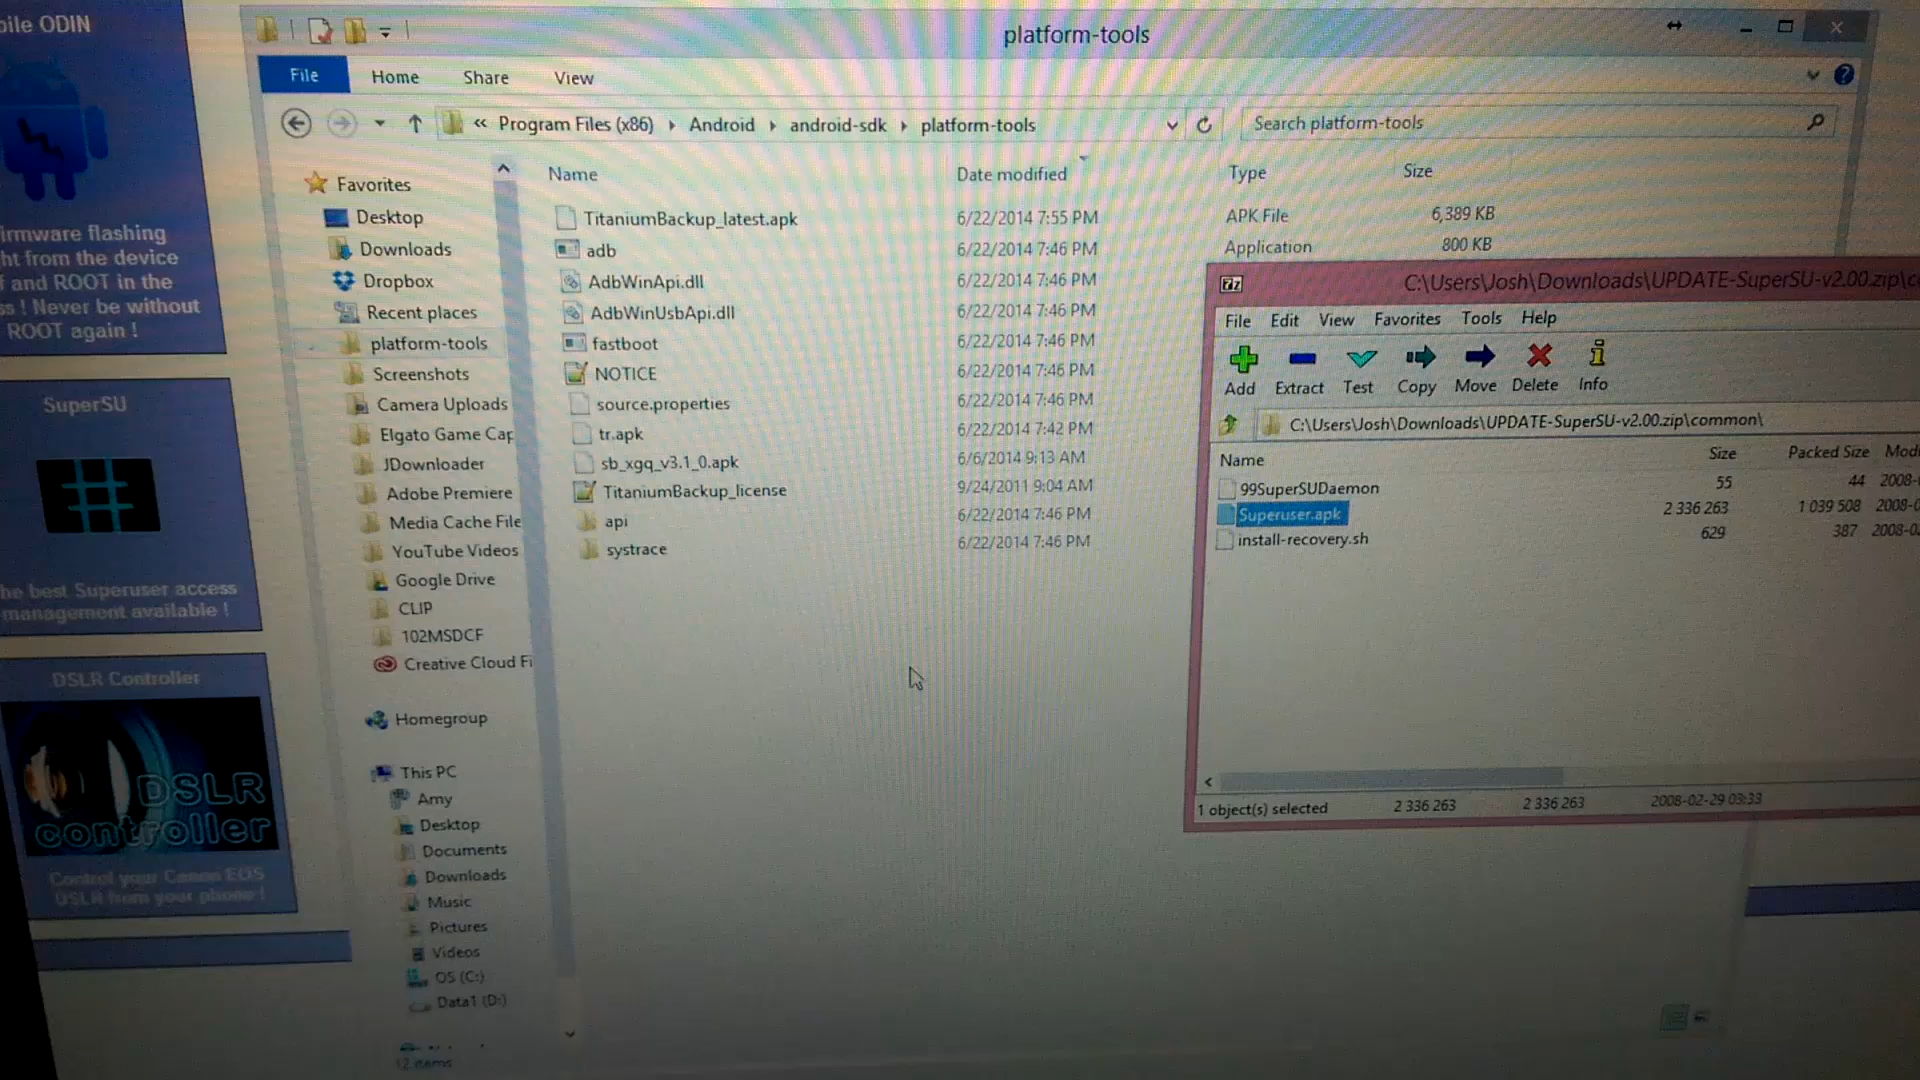 bile ODIN
irmware flashing
ht from the device
f and ROOT in the
ss ! Never be without
ROOT again !
SuperSU
he best Superuser access
management available !
DSLR Controller
DSLR
controller
Control your Canon EOS
DSLR from your phone !
platform-tools
File Home Share View
« Program Files (x86) Android android-sdk platform-tools
Search platform-tools
Favorites
Desktop
Downloads
Dropbox
Recent places
platform-tools
Screenshots
Camera Uploads
Elgato Game Cap
JDownloader
Adobe Premiere
Media Cache File
YouTube Videos
Google Drive
CLIP
102MSDCF
Creative Cloud Fi
Homegroup
This PC
Amy
Desktop
Documents
Downloads
Music
Pictures
Videos
OS (C:)
Data1 (D:)
12 items
Name Date modified Type Size
TitaniumBackup_latest.apk 6/22/2014 7:55 PM APK File 6,389 KB
adb 6/22/2014 7:46 PM Application 800 KB
AdbWinApi.dll 6/22/2014 7:46 PM
AdbWinUsbApi.dll 6/22/2014 7:46 PM
fastboot 6/22/2014 7:46 PM
NOTICE 6/22/2014 7:46 PM
source.properties 6/22/2014 7:46 PM
tr.apk 6/22/2014 7:42 PM
sb_xgq_v3.1_0.apk 6/6/2014 9:13 AM
TitaniumBackup_license 9/24/2011 9:04 AM
api 6/22/2014 7:46 PM
systrace 6/22/2014 7:46 PM
7z C:\Users\Josh\Downloads\UPDATE-SuperSU-v2.00.zip\c
File Edit View Favorites Tools Help
Add Extract Test Copy Move Delete Info
C:\Users\Josh\Downloads\UPDATE-SuperSU-v2.00.zip\common\
Name Size Packed Size Modi
99SuperSUDaemon 55 44 2008-
Superuser.apk 2 336 263 1 039 508 2008-0
install-recovery.sh 629 387 2008-02
1 object(s) selected 2 336 263 2 336 263 2008-02-29 03:33